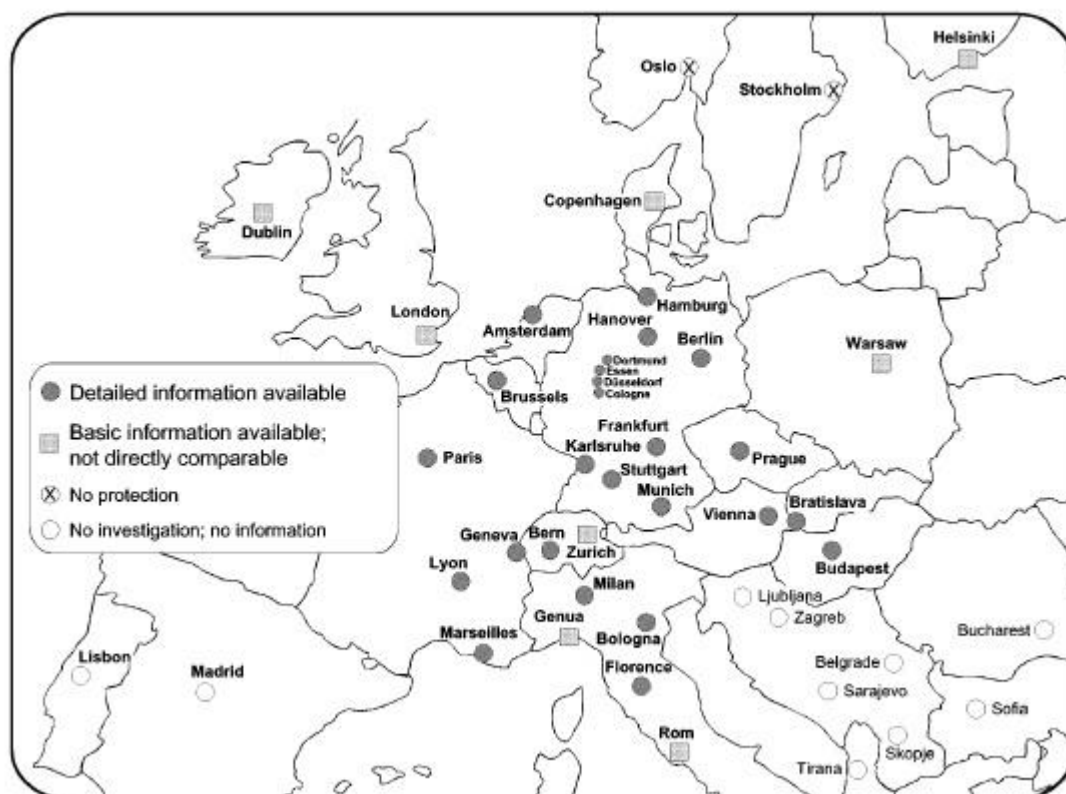 Helsinki
Oslo
Stockholm
Copenhagen
Dublin
London
Hamburg
Amsterdam
Hanover
Berlin
Warsaw
Dortmund
Essen
Düsseldorf
Cologne
Brussels
Detailed information available
Basic information available;
not directly comparable
No protection
No investigation; no information
Frankfurt
Karlsruhe
Paris
Stuttgart
Prague
Munich
Vienna
Bratislava
Geneva
Bern
Zurich
Budapest
Lyon
Milan
Ljubljana
Genua
Zagreb
Marseilles
Bologna
Bucharest
Lisbon
Madrid
Florence
Belgrade
Sarajevo
Sofia
Rom
Skopje
Tirana